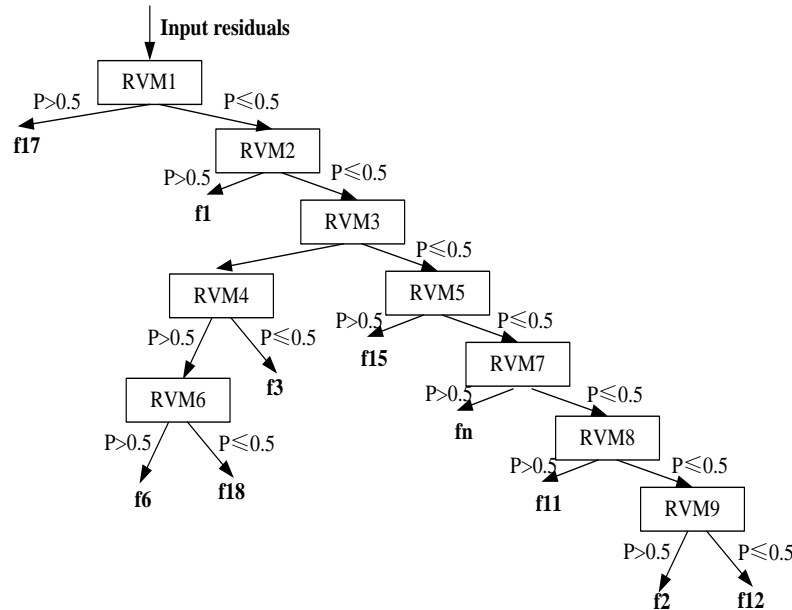 Input residuals
RVM1
P>0.5
P≤0.5
f17
RVM2
P>0.5
P≤0.5
f1
RVM3
P≤0.5
RVM4
RVM5
P>0.5
P≤0.5
P>0.5
P≤0.5
f3
f15
RVM7
RVM6
P>0.5
P≤0.5
fn
P>0.5
P≤0.5
RVM8
f6
f18
P>0.5
P≤0.5
f11
RVM9
P>0.5
P≤0.5
f2
f12